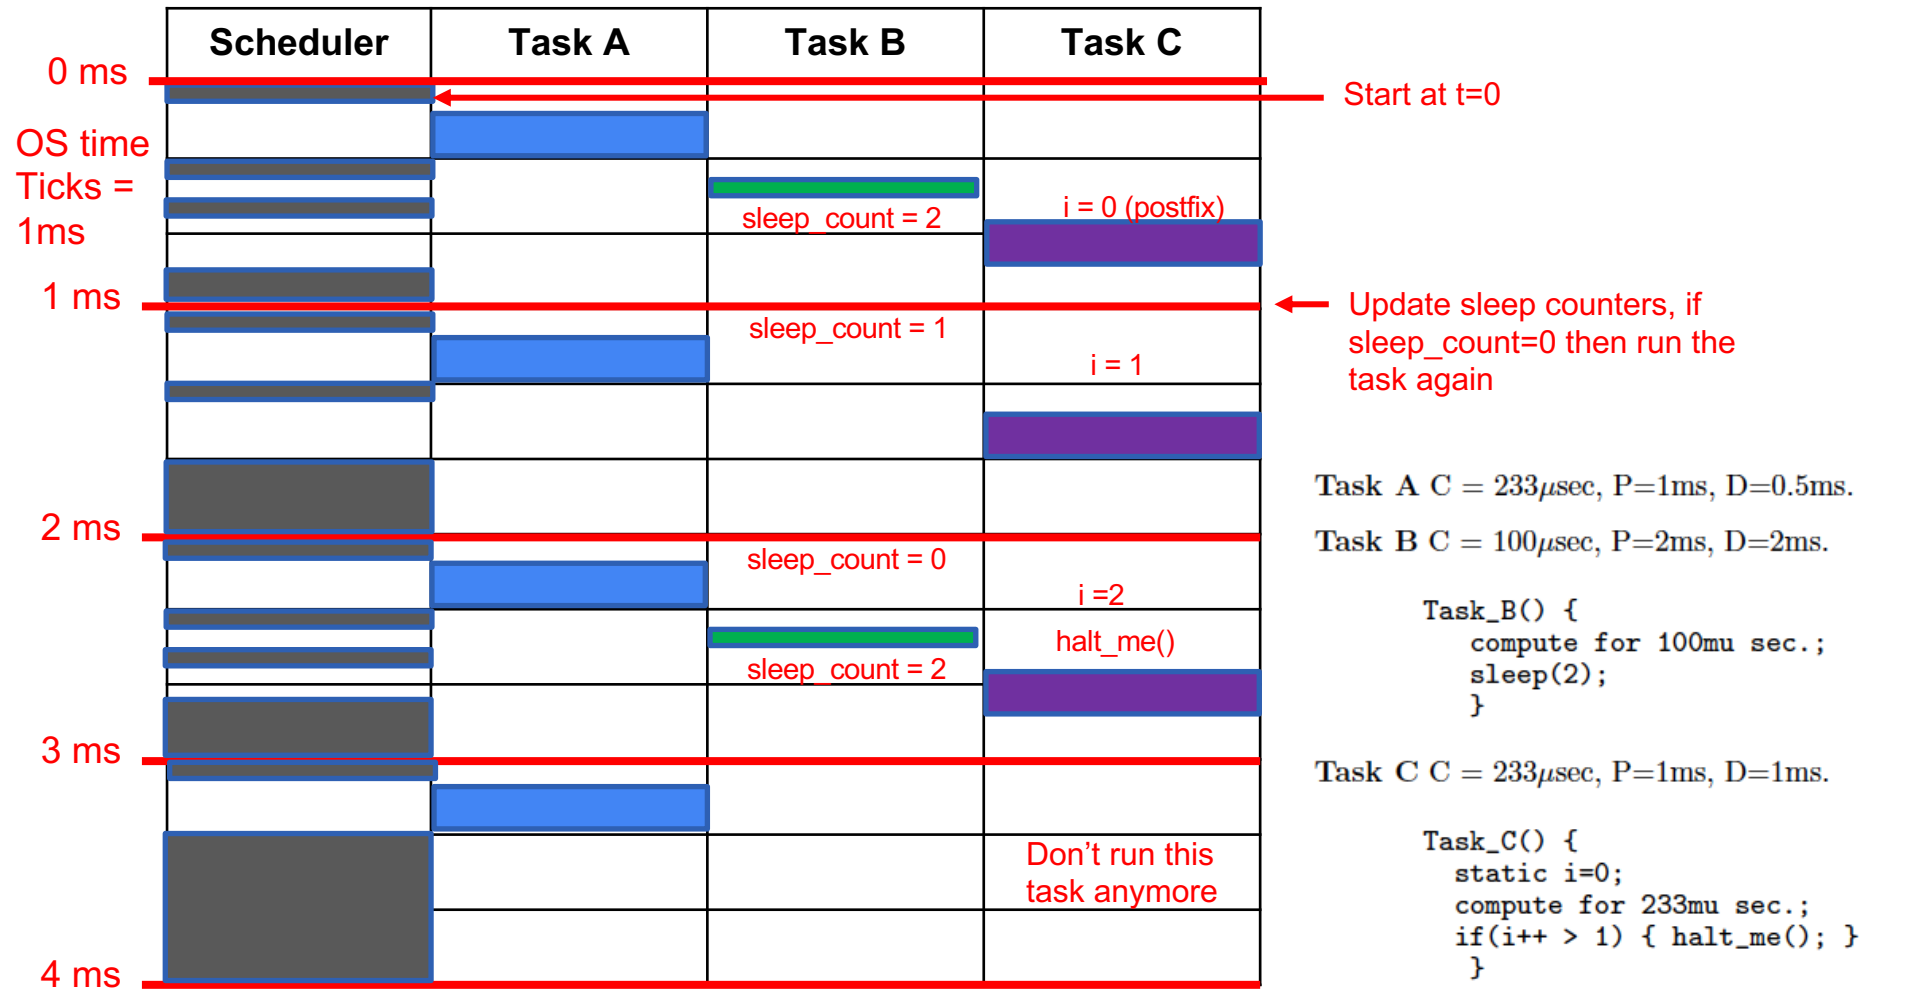 Scheduler Task A Task B Task C
0 ms
Start at t=0
OS time
Ticks =
1ms
i = 0 (postfix)
sleep_count = 2
1 ms
Update sleep counters, if
sleep_count=0 then run the
task again
sleep_count = 1
i = 1
Task A C = 233μsec, P=1ms, D=0.5ms.
2 ms
Task B C = 100μsec, P=2ms, D=2ms.
sleep_count = 0
i =2
halt_me()
sleep_count = 2
Task_B() {
compute for 100mu sec.;
sleep(2);
}
3 ms
Task C C = 233μsec, P=1ms, D=1ms.
Don’t run this
task anymore
Task_C() {
static i=0;
compute for 233mu sec.;
if(i++ > 1) { halt_me(); }
}
4 ms